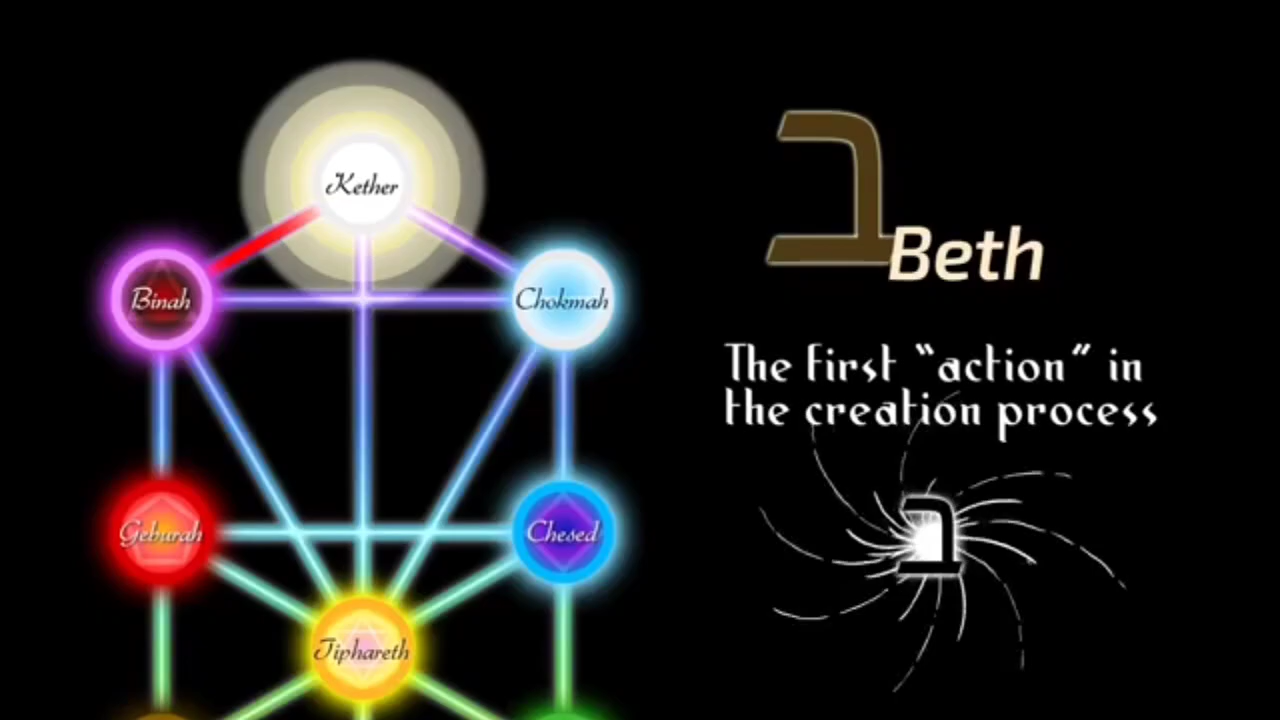 Kether
Binah
Chokmah
Geburah
Chesed
Tiphareth
ב
Beth
The first “action” in
the creation process
ב